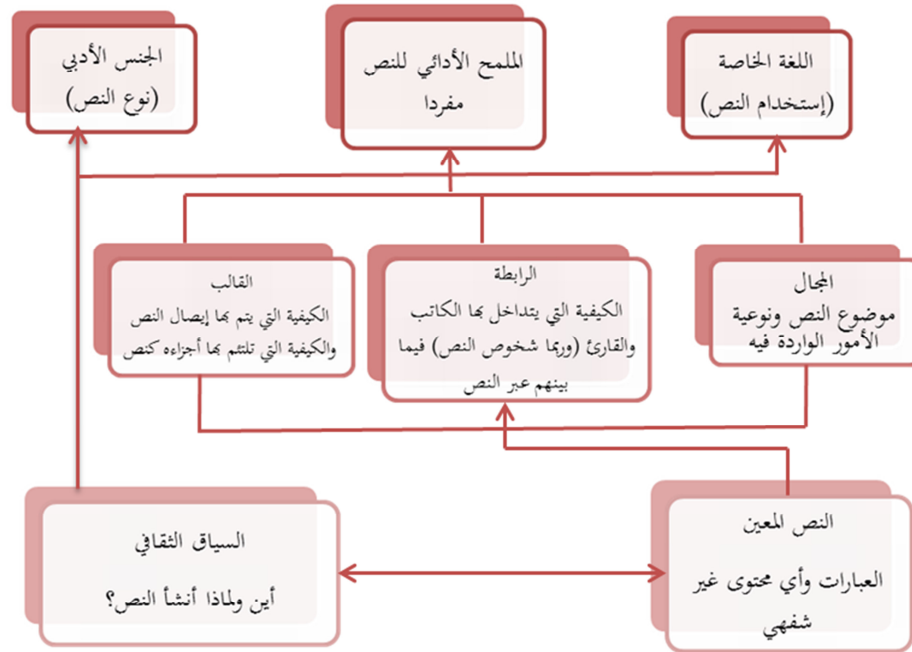 اللغة الخاصة
(إستخدام النص)
الملمح الأدائي للنص
مفردا
الجنس الأدبي
(نوع النص)
المجال
موضوع النص ونوعية
الأمور الواردة فيه
الرابطة
الكيفية التي يتداخل بها الكاتب
والقارئ (وربما شخوص النص) فيما
بينهم عبر النص
القالب
الكيفية التي يتم بها إيصال النص
والكيفية التي تلتئم بها أجزاءه كنص
النص المعين
العبارات وأي محتوى غير
شفهي
السياق الثقافي
أين ولماذا أنشأ النص؟